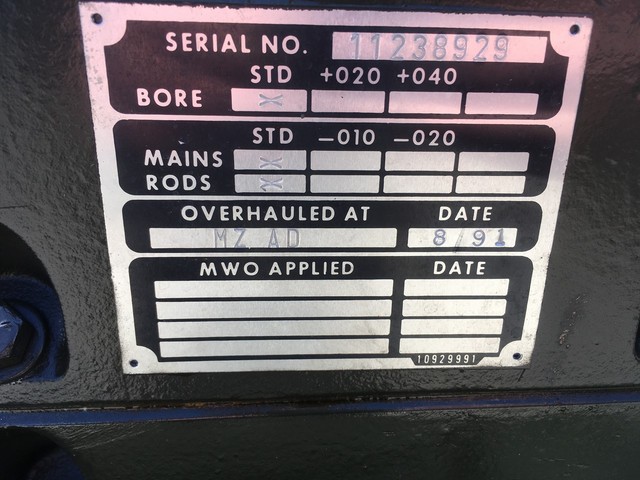 SERIAL NO. 11238929
STD +020 +040
BORE X
STD -010 -020
MAINS X
RODS X
OVERHAULED AT DATE
MZ AD 8/91
MWO APPLIED DATE
10929991